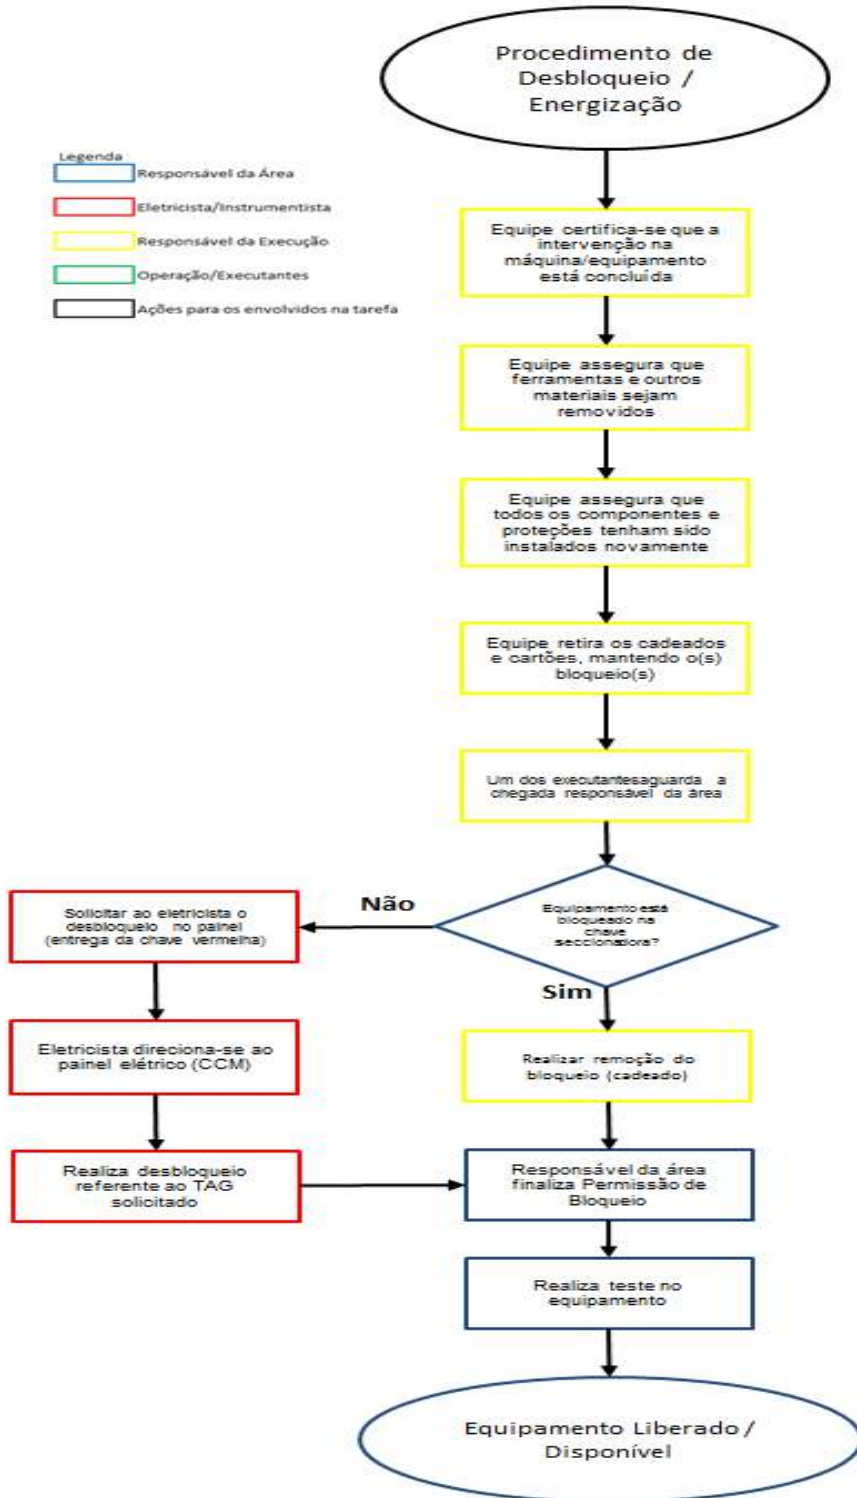 Procedimento de
Desbloqueio /
Energização
Legenda
Responsável da Área
Eletricista/Instrumentista
Responsável da Execução
Operação/Executantes
Ações para os envolvidos na tarefa
Equipe certifica-se que a
intervenção na
máquina/equipamento
está concluída
Equipe assegura que
ferramentas e outros
materiais sejam
removidos
Equipe assegura que
todos os componentes e
proteções tenham sido
instalados novamente
Equipe retira os cadeados
e cartões, mantendo o(s)
bloqueio(s)
Um dos executantesaguarda a
chegada responsável da área
Equipamento está
bloqueado na
chave
seccionadora?
Não
Solicitar ao eletricista o
desbloqueio no painel
(entrega da chave vermelha)
Eletricista direciona-se ao
painel elétrico (CCM)
Realiza desbloqueio
referente ao TAG
solicitado
Sim
Realizar remoção do
bloqueio (cadeado)
Responsável da área
finaliza Permissão de
Bloqueio
Realiza teste no
equipamento
Equipamento Liberado /
Disponível